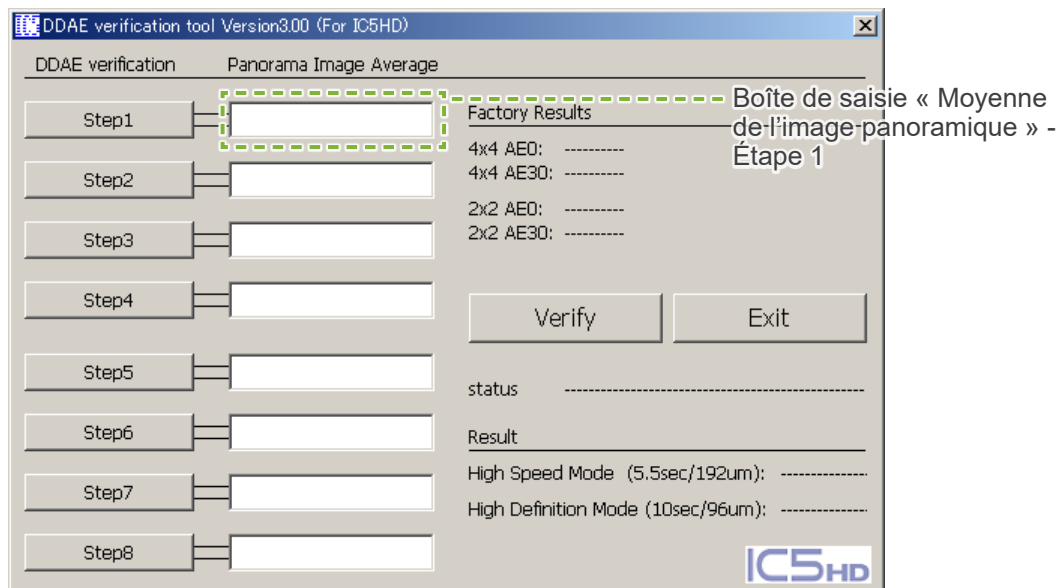 DDAE verification tool Version3.00 (For IC5HD)
DDAE verification Panorama Image Average
Step1
Step2
Step3
Step4
Step5
Step6
Step7
Step8
Boîte de saisie « Moyenne
de l'image panoramique » -
Étape 1
Factory Results
4x4 AE0: ----------
4x4 AE30: ----------
2x2 AE0: ----------
2x2 AE30: ----------
Verify Exit
status --------------------------------------------------
Result
High Speed Mode (5.5sec/192um): ---------------
High Definition Mode (10sec/96um): ---------------
IC5HD